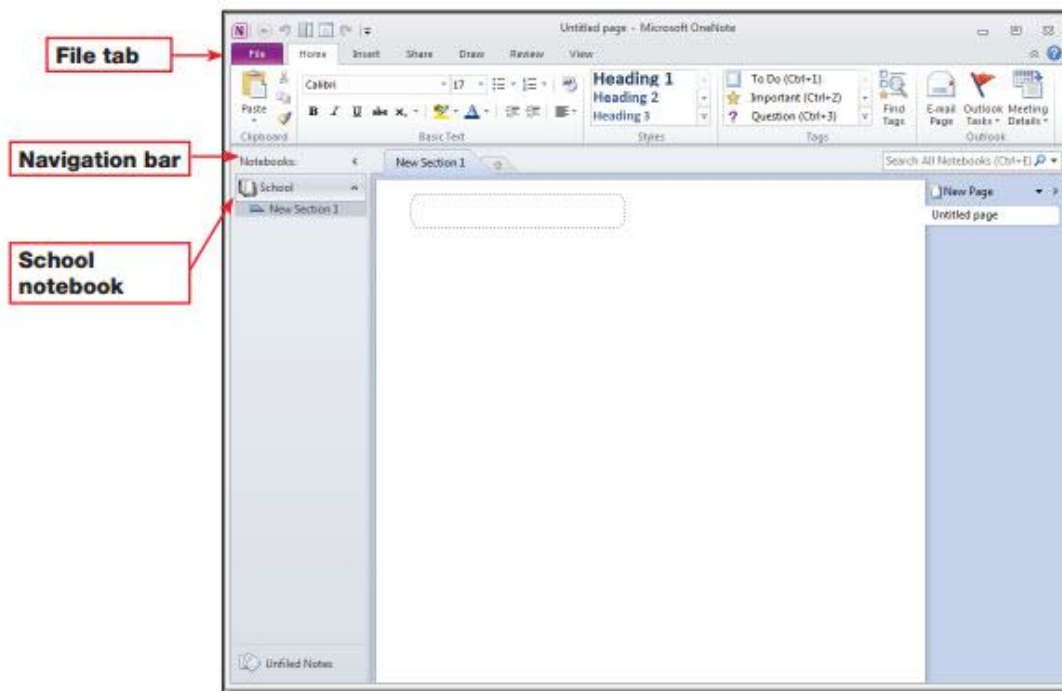 Untitled page - Microsoft OneNote
File tab
File Home Insert Share Draw Review View
Paste
Clipboard
Calibri 17
B I U abc x, A
Basic Text
Heading 1
Heading 2
Heading 3
Styles
To Do (Ctrl+1)
Important (Ctrl+2)
Question (Ctrl+3)
Tags
Find
Tags
E-mail
Page
Outlook
Tasks
Meeting
Details
Outlook
Navigation bar
Notebooks:
New Section 1
Search All Notebooks (Ctrl+E)
School
New Section 1
New Page
Untitled page
School
notebook
Unfiled Notes